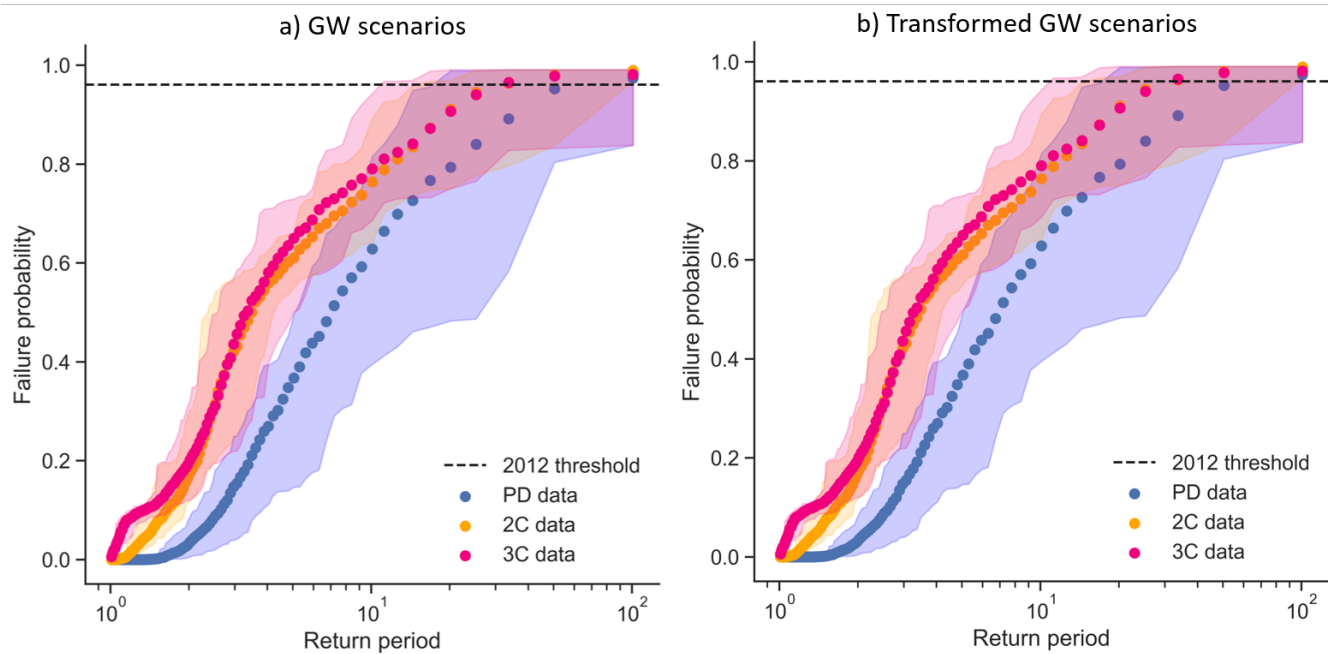 a) GW scenarios
Failure probability
1.0
0.8
0.6
0.4
0.2
0.0
2012 threshold
PD data
2C data
3C data
10^0
10^1
10^2
Return period
b) Transformed GW scenarios
Failure probability
1.0
0.8
0.6
0.4
0.2
0.0
2012 threshold
PD data
2C data
3C data
10^0
10^1
10^2
Return period